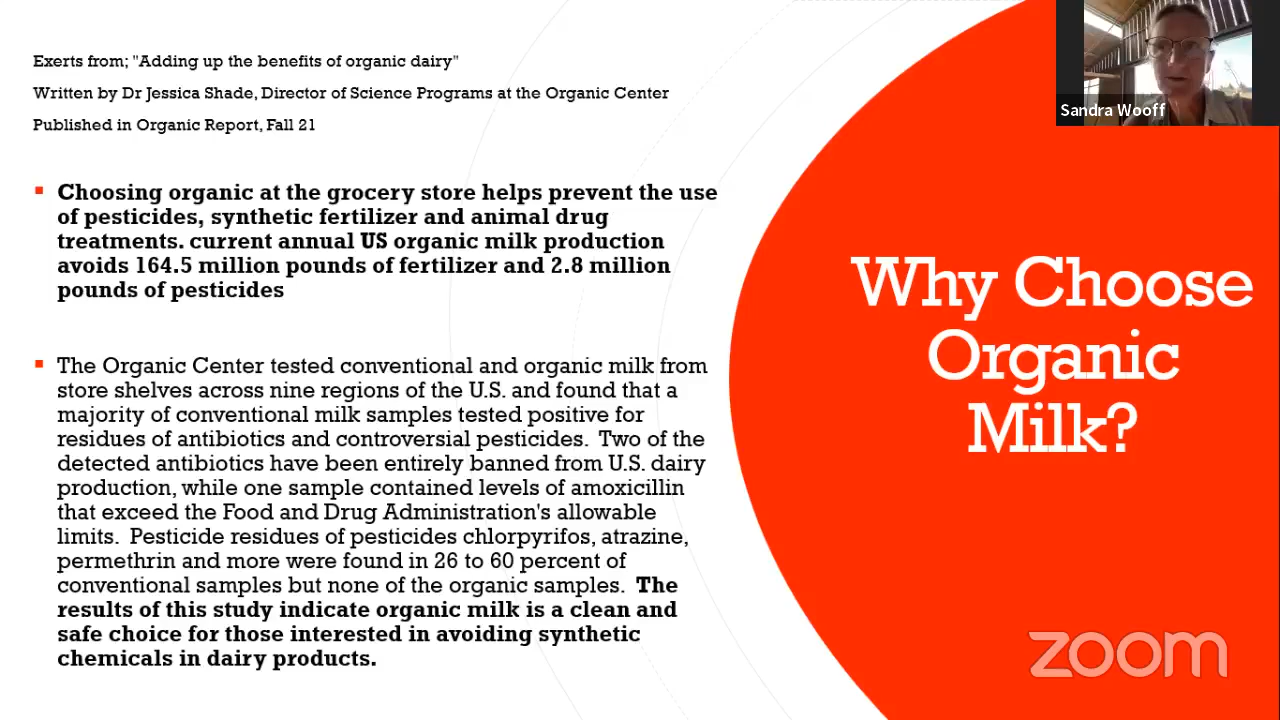 Exerts from; "Adding up the benefits of organic dairy"
Written by Dr Jessica Shade, Director of Science Programs at the Organic Center
Published in Organic Report, Fall 21
Choosing organic at the grocery store helps prevent the use
of pesticides, synthetic fertilizer and animal drug
treatments. current annual US organic milk production
avoids 164.5 million pounds of fertilizer and 2.8 million
pounds of pesticides
The Organic Center tested conventional and organic milk from
store shelves across nine regions of the U.S. and found that a
majority of conventional milk samples tested positive for
residues of antibiotics and controversial pesticides.  Two of the
detected antibiotics have been entirely banned from U.S. dairy
production, while one sample contained levels of amoxicillin
that exceed the Food and Drug Administration's allowable
limits.  Pesticide residues of pesticides chlorpyrifos, atrazine,
permethrin and more were found in 26 to 60 percent of
conventional samples but none of the organic samples.  The
results of this study indicate organic milk is a clean and
safe choice for those interested in avoiding synthetic
chemicals in dairy products.
Why Choose
Organic
Milk?
Sandra Wooff
zoom